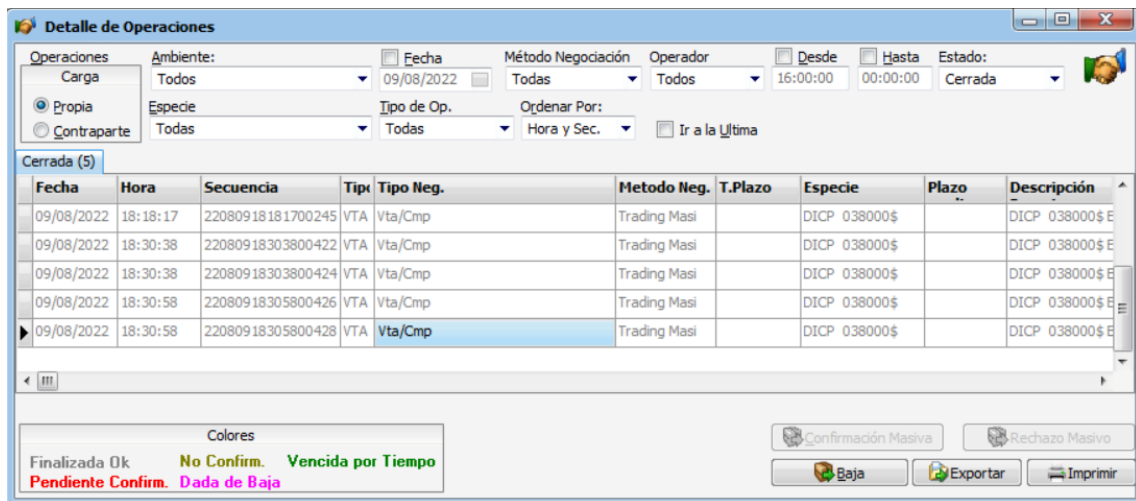 Detalle de Operaciones
Operaciones Ambiente: Fecha Método Negociación Operador Desde Hasta Estado:
Carga Todos 09/08/2022 Todas Todos 16:00:00 00:00:00 Cerrada
Propia Especie Tipo de Op. Ordenar Por:
Contraparte Todas Todas Hora y Sec. Ir a la Ultima
Cerrada (5)
Fecha Hora Secuencia Tipo Tipo Neg. Metodo Neg. T.Plazo Especie Plazo Descripción
09/08/2022 18:18:17 22080918181700245 VTA Vta/Cmp Trading Masi DICP 038000$ DICP 038000$ E
09/08/2022 18:30:38 22080918303800422 VTA Vta/Cmp Trading Masi DICP 038000$ DICP 038000$ E
09/08/2022 18:30:38 22080918303800424 VTA Vta/Cmp Trading Masi DICP 038000$ DICP 038000$ E
09/08/2022 18:30:58 22080918305800426 VTA Vta/Cmp Trading Masi DICP 038000$ DICP 038000$ E
09/08/2022 18:30:58 22080918305800428 VTA Vta/Cmp Trading Masi DICP 038000$ DICP 038000$ E
Colores Confirmación Masiva Rechazo Masivo
Finalizada Ok No Confirm. Vencida por Tiempo
Pendiente Confirm. Dada de Baja Baja Exportar Imprimir